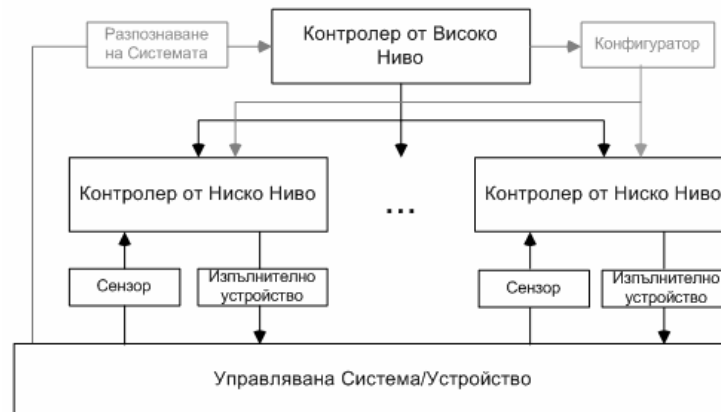 Разпознаване
на Системата
Контролер от Високо
Ниво
Конфигуратор
Контролер от Ниско Ниво
...
Контролер от Ниско Ниво
Сензор
Изпълнително
устройство
Сензор
Изпълнително
устройство
Управлявана Система/Устройство